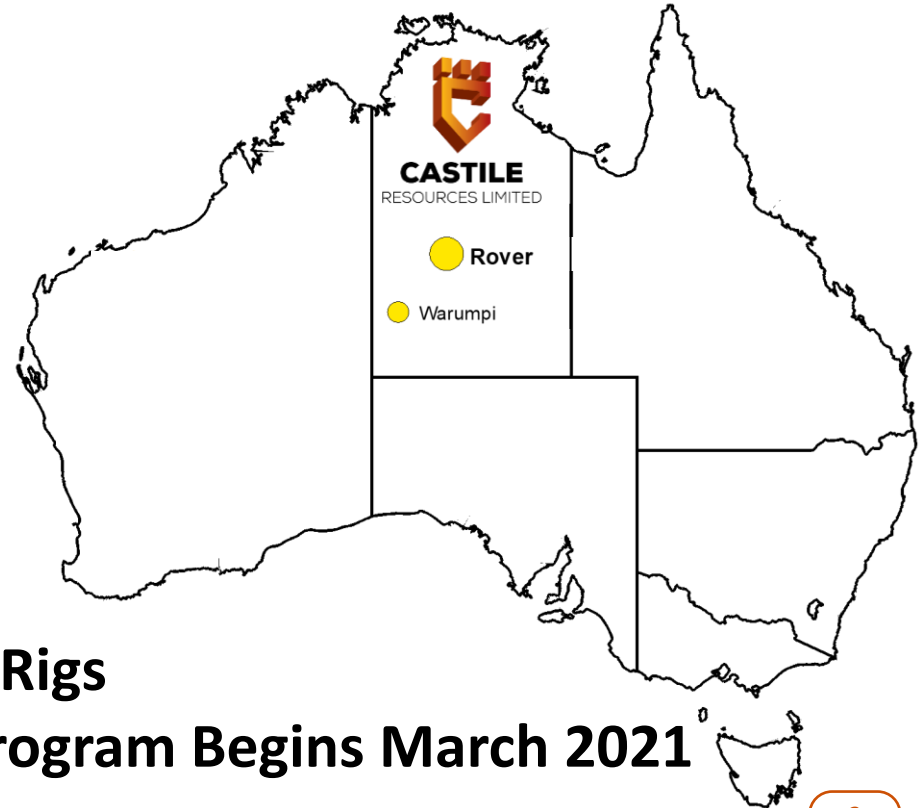 CASTILE
RESOURCES LIMITED
Rover
Warumpi
Rigs
rogram Begins March 2021